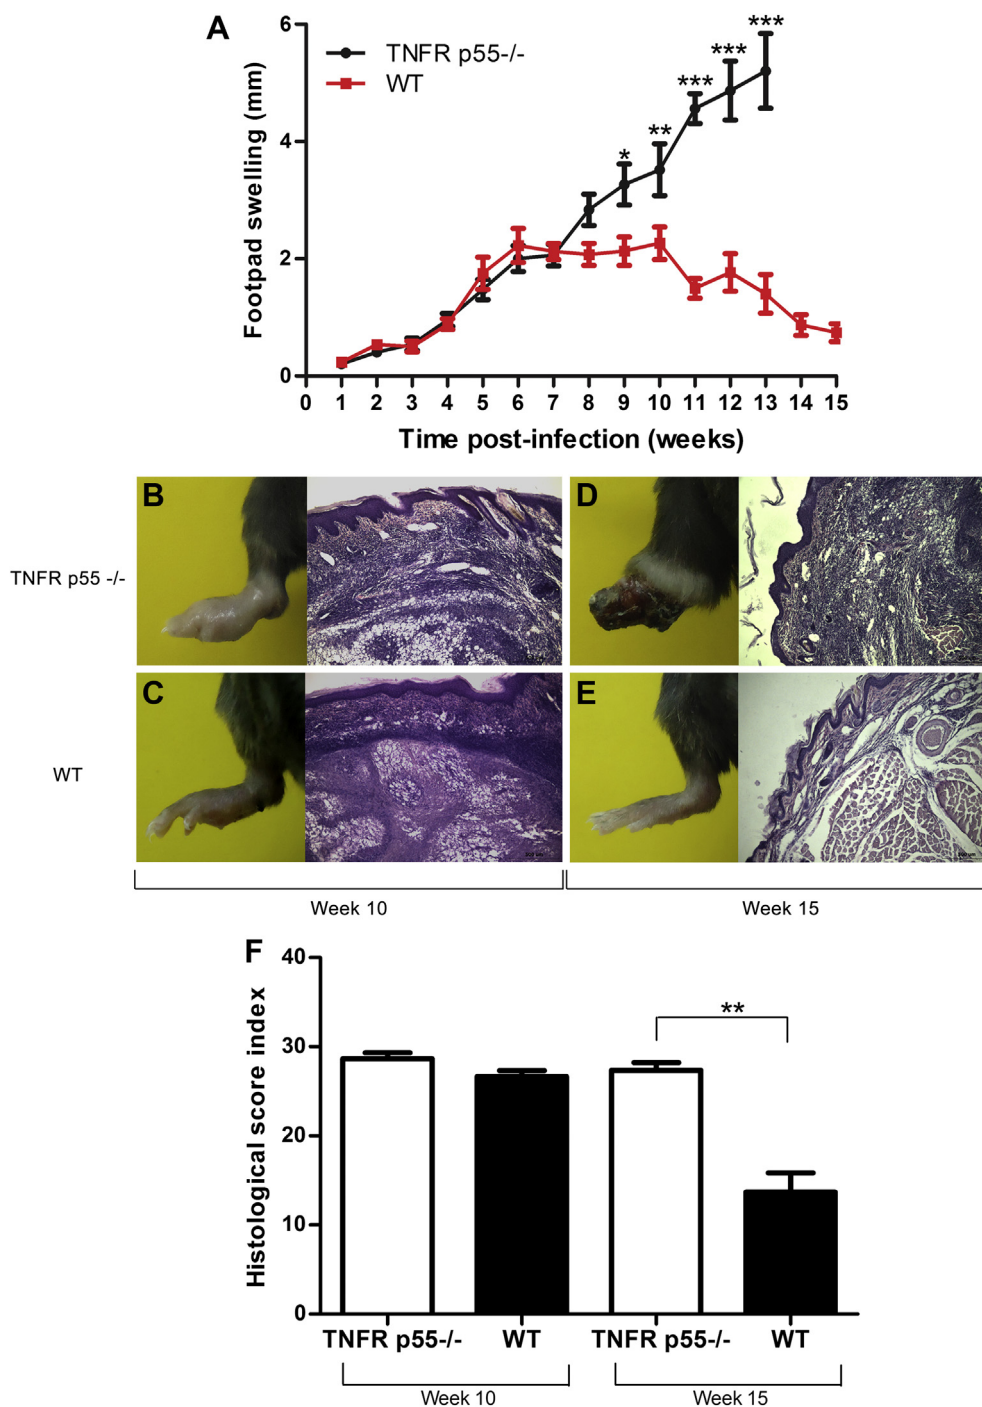 A
TNFR p55-/-
WT
Footpad swelling (mm)
6
4
2
0
*
**
***
***
***
0 1 2 3 4 5 6 7 8 9 10 11 12 13 14 15
Time post-infection (weeks)
B
D
TNFR p55 -/-
C
E
WT
Week 10
Week 15
F
Histological score index
40
30
20
10
0
**
TNFR p55-/- WT TNFR p55-/- WT
Week 10
Week 15